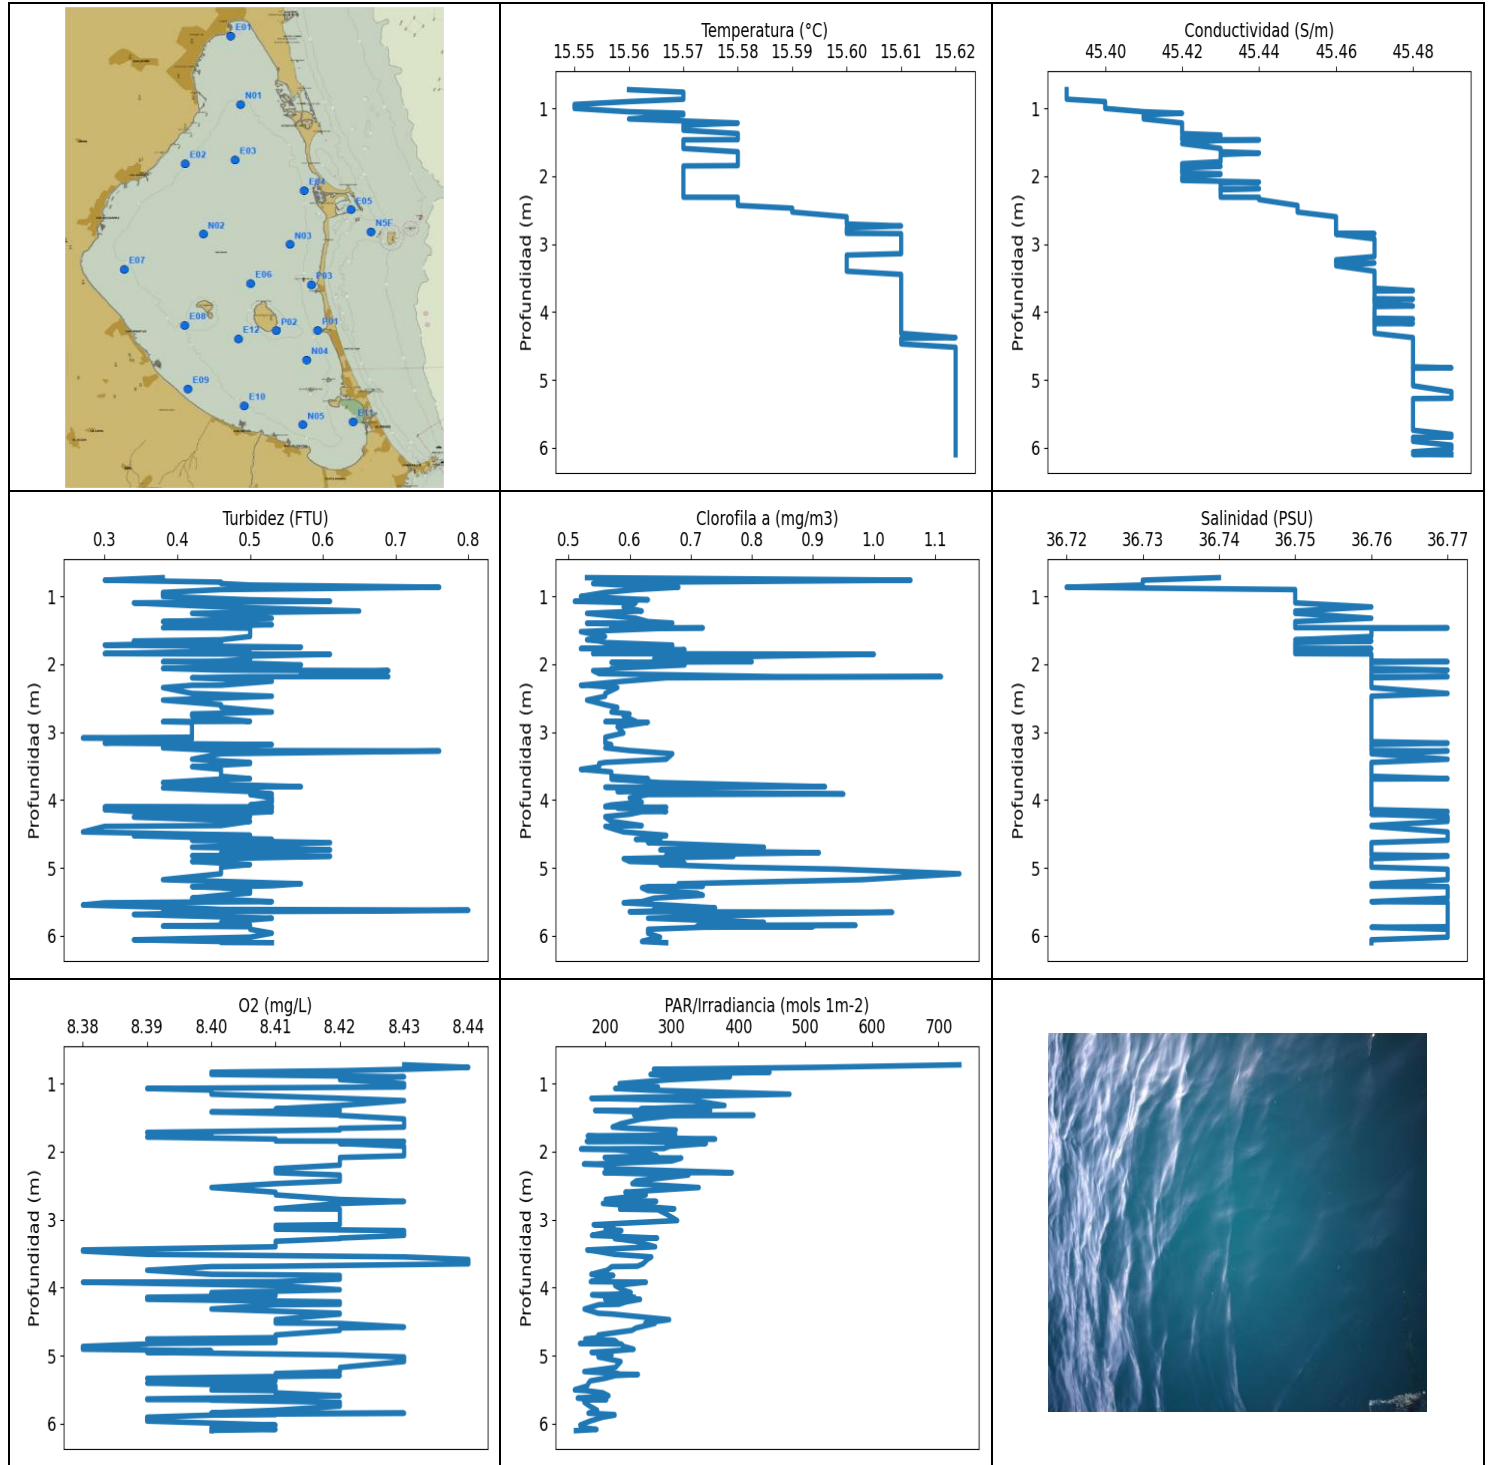 E01
N01
E02
E03
E04
E05
N5F
N02
N03
E07
E06
P03
E08
P02
P01
E12
N04
E09
E10
N05
E11
Temperatura (°C)
15.55 15.56 15.57 15.58 15.59 15.60 15.61 15.62
Profundidad (m)
1
2
3
4
5
6
Conductividad (S/m)
45.40 45.42 45.44 45.46 45.48
Profundidad (m)
1
2
3
4
5
6
Turbidez (FTU)
0.3 0.4 0.5 0.6 0.7 0.8
Profundidad (m)
1
2
3
4
5
6
Clorofila a (mg/m3)
0.5 0.6 0.7 0.8 0.9 1.0 1.1
Profundidad (m)
1
2
3
4
5
6
Salinidad (PSU)
36.72 36.73 36.74 36.75 36.76 36.77
Profundidad (m)
1
2
3
4
5
6
O2 (mg/L)
8.38 8.39 8.40 8.41 8.42 8.43 8.44
Profundidad (m)
1
2
3
4
5
6
PAR/Irradiancia (mols 1m-2)
200 300 400 500 600 700
Profundidad (m)
1
2
3
4
5
6